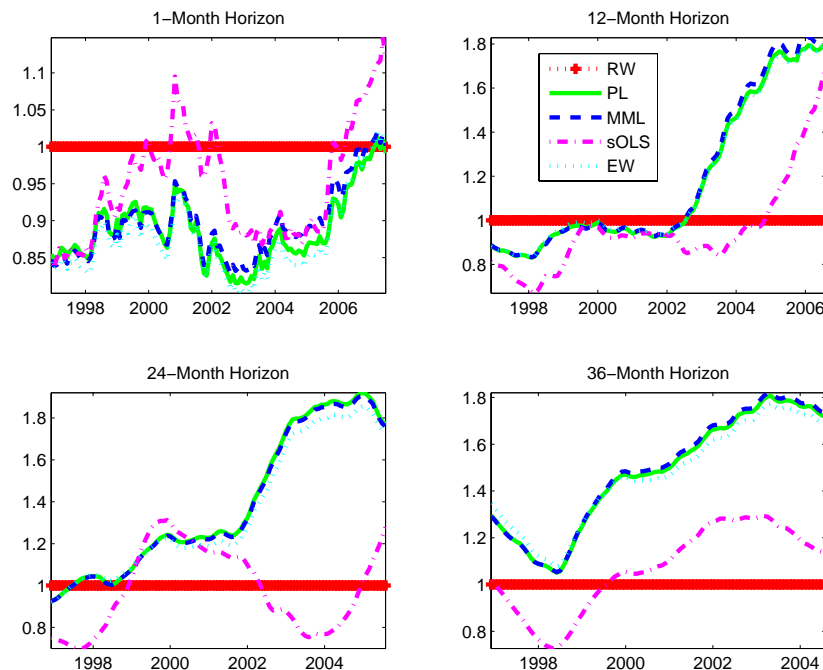 1−Month Horizon
1.1
1.05
1
0.95
0.9
0.85
1998 2000 2002 2004 2006
12−Month Horizon
1.8
1.6
1.4
1.2
1
0.8
1998 2000 2002 2004 2006
RW
PL
MML
sOLS
EW
24−Month Horizon
1.8
1.6
1.4
1.2
1
0.8
1998 2000 2002 2004
36−Month Horizon
1.8
1.6
1.4
1.2
1
0.8
1998 2000 2002 2004